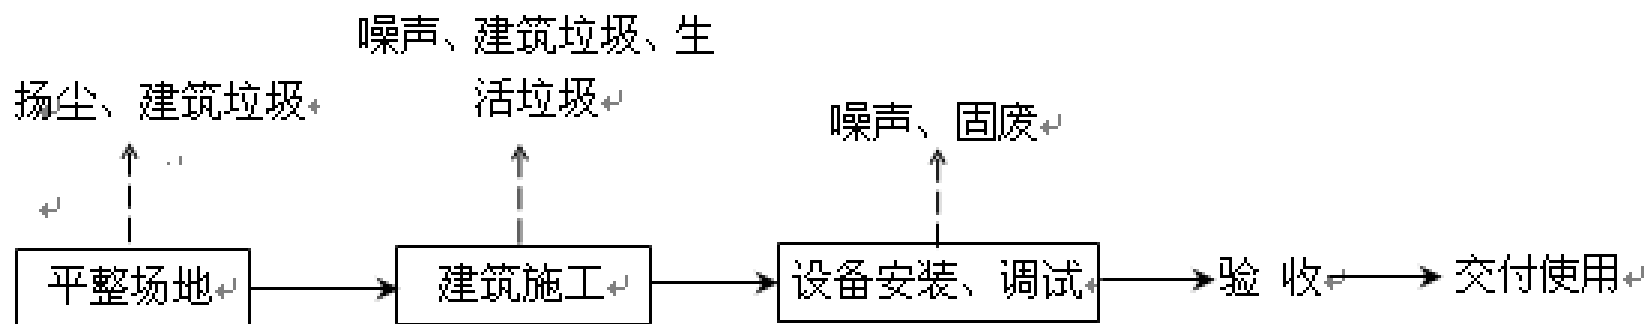 噪声、建筑垃圾、生
活垃圾
扬尘、建筑垃圾
噪声、固废
平整场地
建筑施工
设备安装、调试
验 收
交付使用